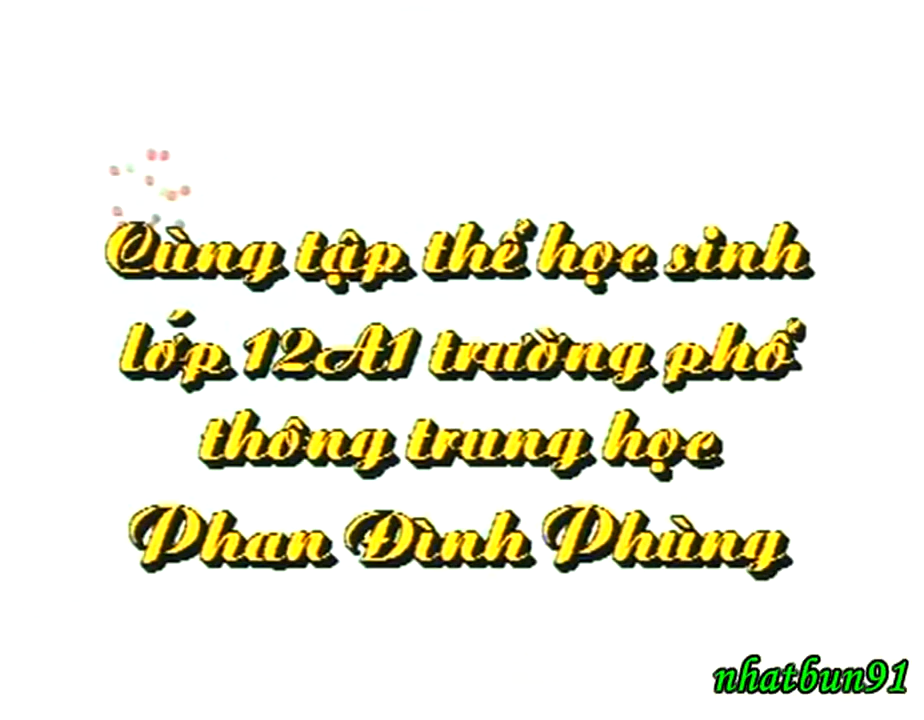 Cùng tập thể học sinh
lớp 12A1 trường phổ
thông trung học
Phan Đình Phùng
nhatbun91